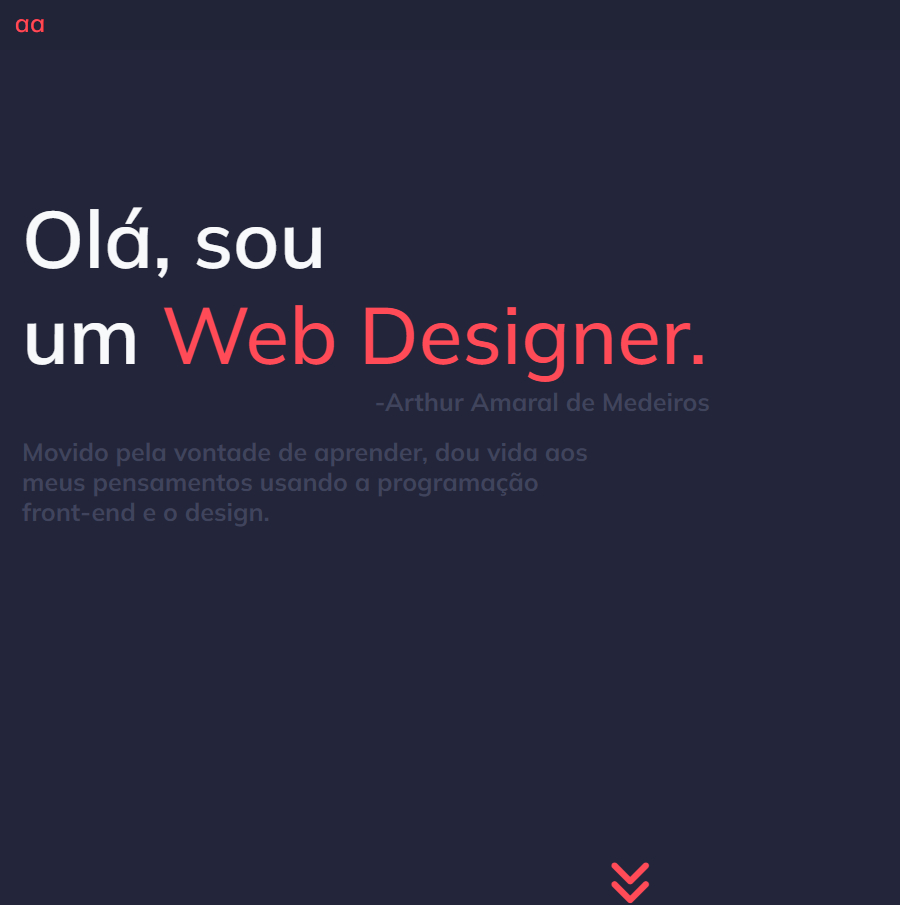 aa
Olá, sou
um Web Designer.
-Arthur Amaral de Medeiros
Movido pela vontade de aprender, dou vida aos
meus pensamentos usando a programação
front-end e o design.